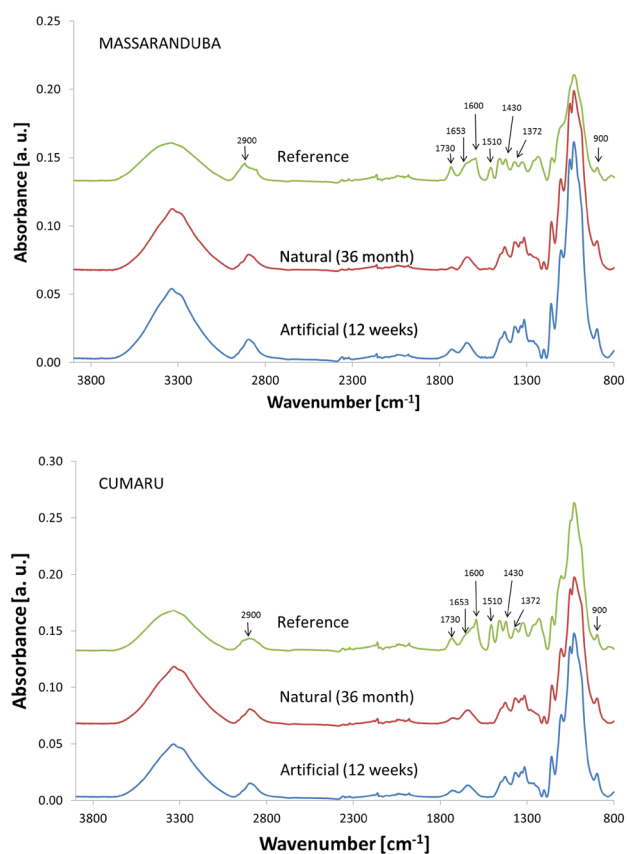 MASSARANDUBA
Absorbance [a. u.]
0.25
0.20
0.15
0.10
0.05
0.00
2900
1730
1653
1600
1510
1430
1372
900
Reference
Natural (36 month)
Artificial (12 weeks)
3800 3300 2800 2300 1800 1300 800
Wavenumber [cm-1]
CUMARU
Absorbance [a. u.]
0.30
0.25
0.20
0.15
0.10
0.05
0.00
2900
1730
1653
1600
1510
1430
1372
900
Reference
Natural (36 month)
Artificial (12 weeks)
3800 3300 2800 2300 1800 1300 800
Wavenumber [cm-1]